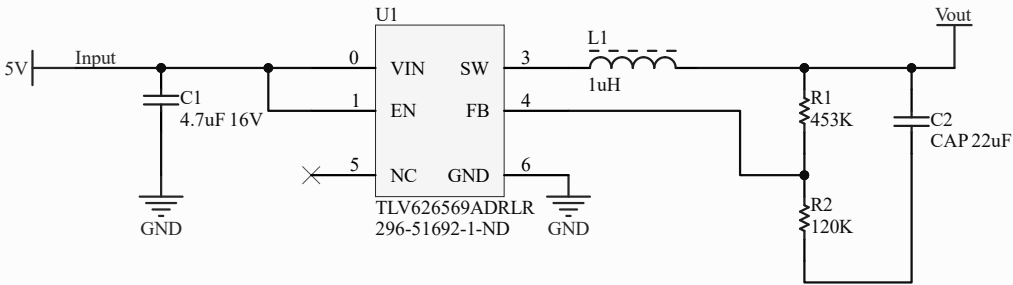 U1
Vout
5V
Input
0
VIN
SW
3
L1
1uH
C1
4.7uF 16V
1
EN
FB
4
R1
453K
C2
CAP 22uF
5
NC
GND
6
TLV626569ADRLR
296-51692-1-ND
GND
GND
R2
120K